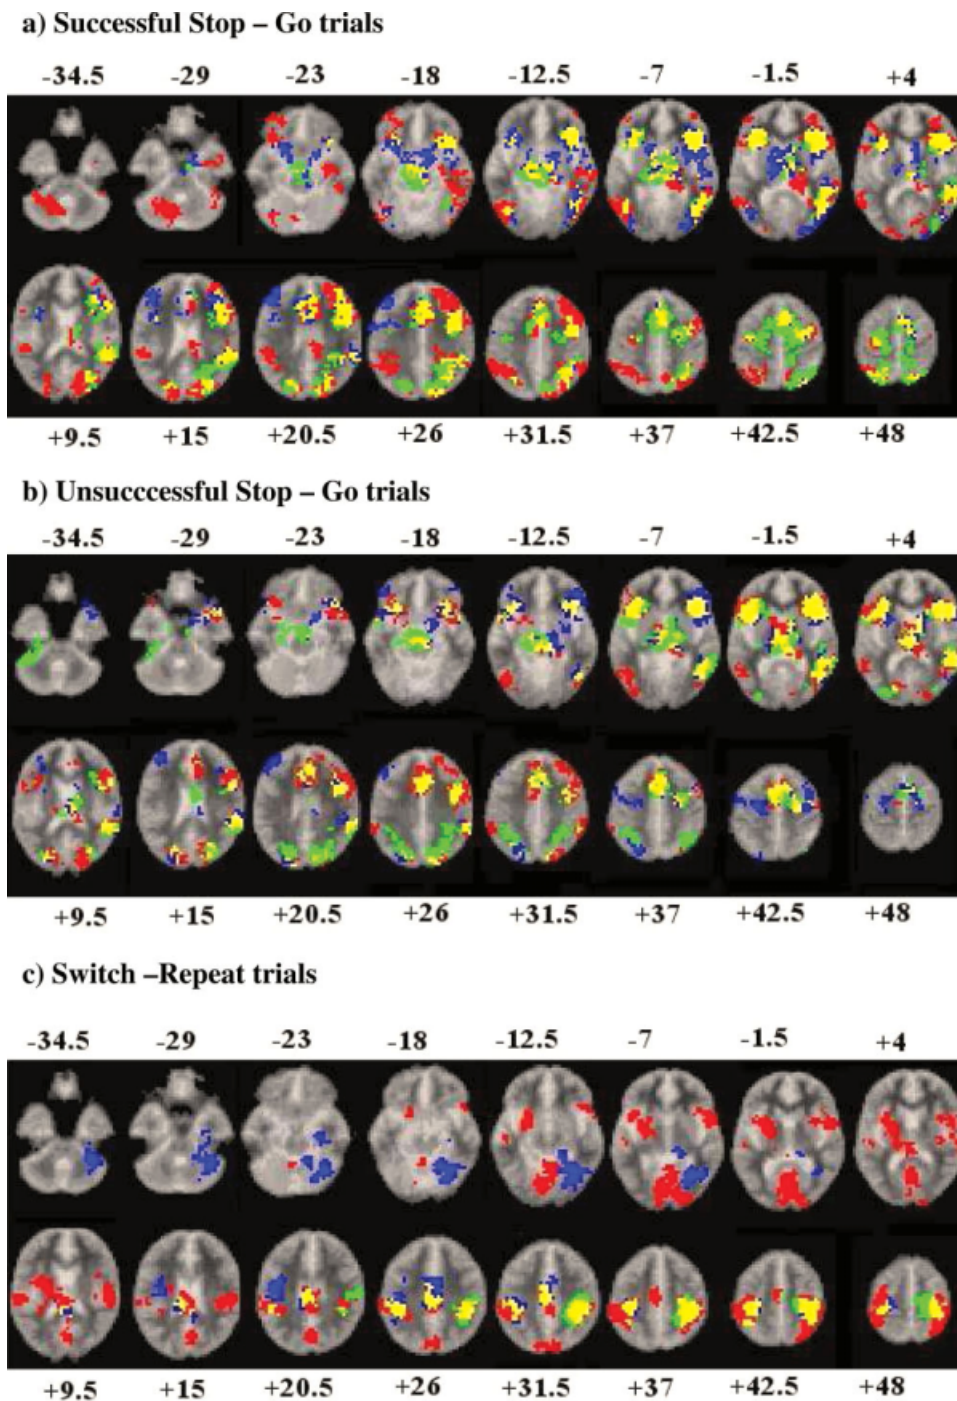 a) Successful Stop – Go trials
-34.5 -29 -23 -18 -12.5 -7 -1.5 +4
+9.5 +15 +20.5 +26 +31.5 +37 +42.5 +48
b) Unsucccessful Stop – Go trials
-34.5 -29 -23 -18 -12.5 -7 -1.5 +4
+9.5 +15 +20.5 +26 +31.5 +37 +42.5 +48
c) Switch –Repeat trials
-34.5 -29 -23 -18 -12.5 -7 -1.5 +4
+9.5 +15 +20.5 +26 +31.5 +37 +42.5 +48